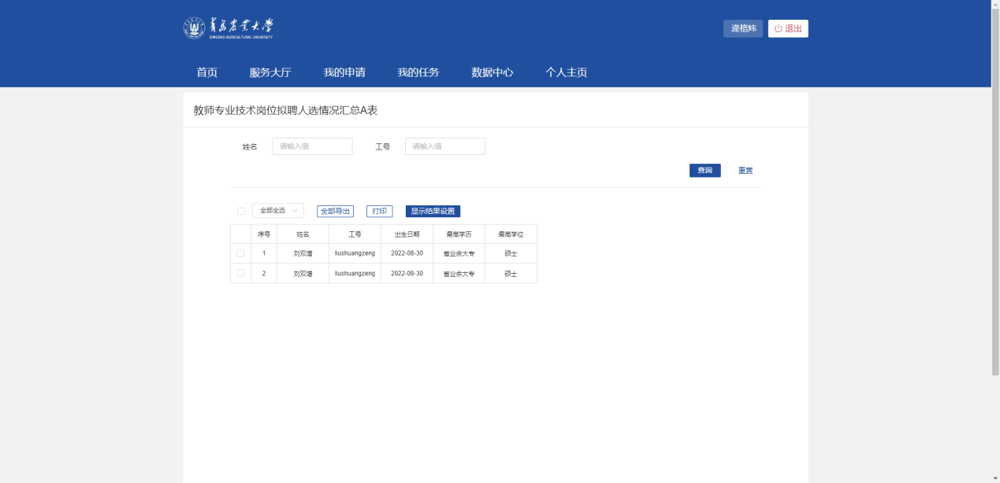 青岛农业大学
QINGDAO AGRICULTURAL UNIVERSITY
逄格炜 退出
首页 服务大厅 我的申请 我的任务 数据中心 个人主页
教师专业技术岗位拟聘人选情况汇总A表
姓名 请输入值 工号 请输入值
查询 重置
全部全选 全部导出 打印 显示结果设置
序号 姓名 工号 出生日期 最高学历 最高学位
1 刘双增 liushuangzeng 2022-08-30 省业余大专 硕士
2 刘双增 liushuangzeng 2022-08-30 省业余大专 硕士